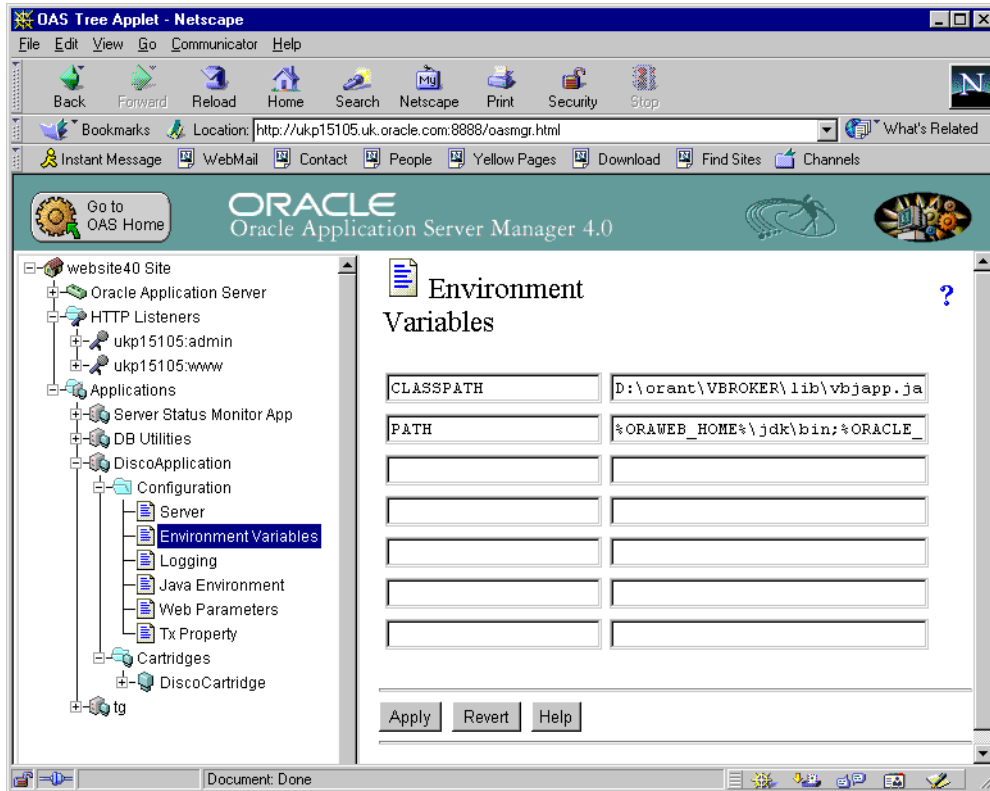 OAS Tree Applet - Netscape
File Edit View Go Communicator Help
Back Forward Reload Home Search Netscape Print Security Stop
My
N
Bookmarks Location: http://ukp15105.uk.oracle.com:8888/oasmgr.html What's Related
Instant Message WebMail Contact People Yellow Pages Download Find Sites Channels
Go to
OAS Home
ORACLE
Oracle Application Server Manager 4.0
website40 Site
Oracle Application Server
HTTP Listeners
ukp15105:admin
ukp15105:www
Applications
Server Status Monitor App
DB Utilities
DiscoApplication
Configuration
Server
Environment Variables
Logging
Java Environment
Web Parameters
Tx Property
Cartridges
DiscoCartridge
tg
Environment
Variables
?
CLASSPATH D:\orant\VBROKER\lib\vbjapp.ja
PATH %ORAWEB_HOME%\jdk\bin;%ORACLE_
Apply Revert Help
Document: Done